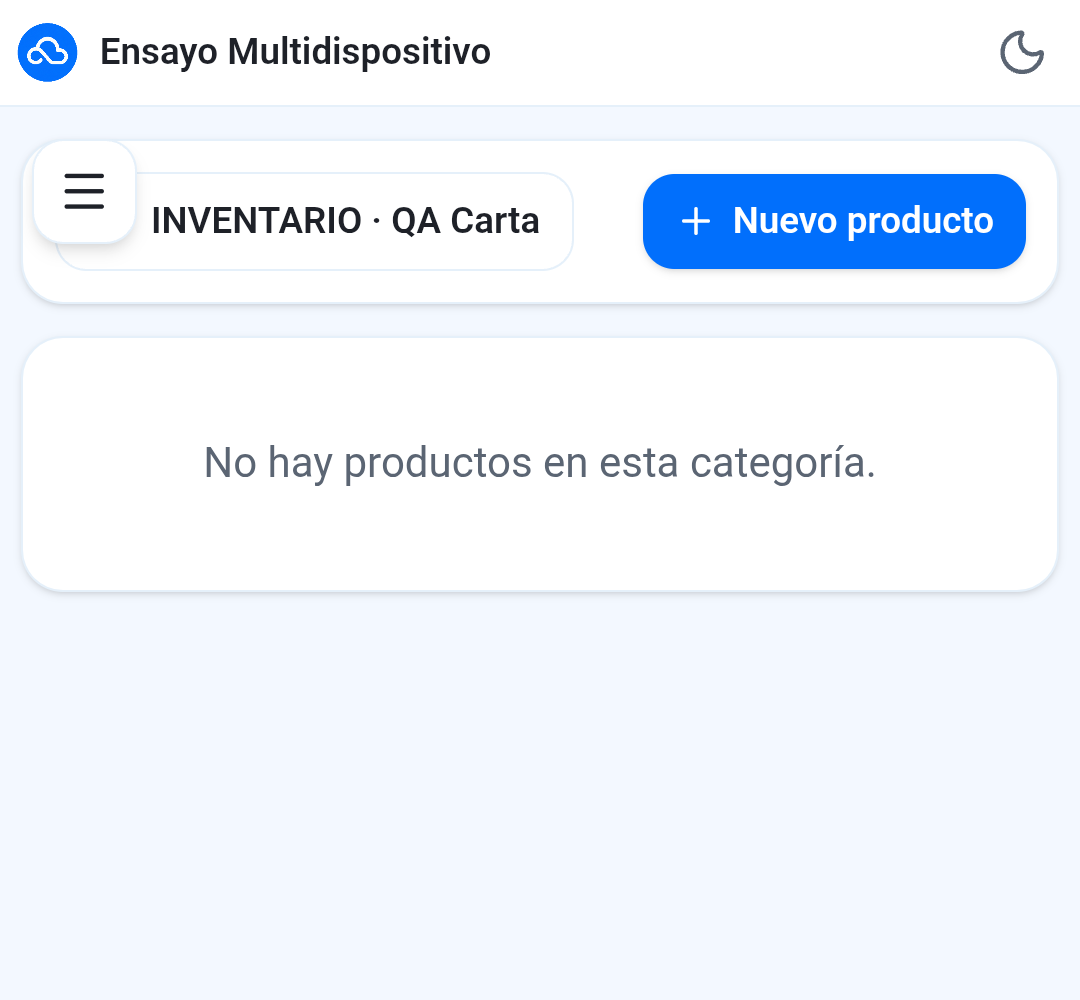 Ensayo Multidispositivo
INVENTARIO · QA Carta
Nuevo producto
No hay productos en esta categoría.